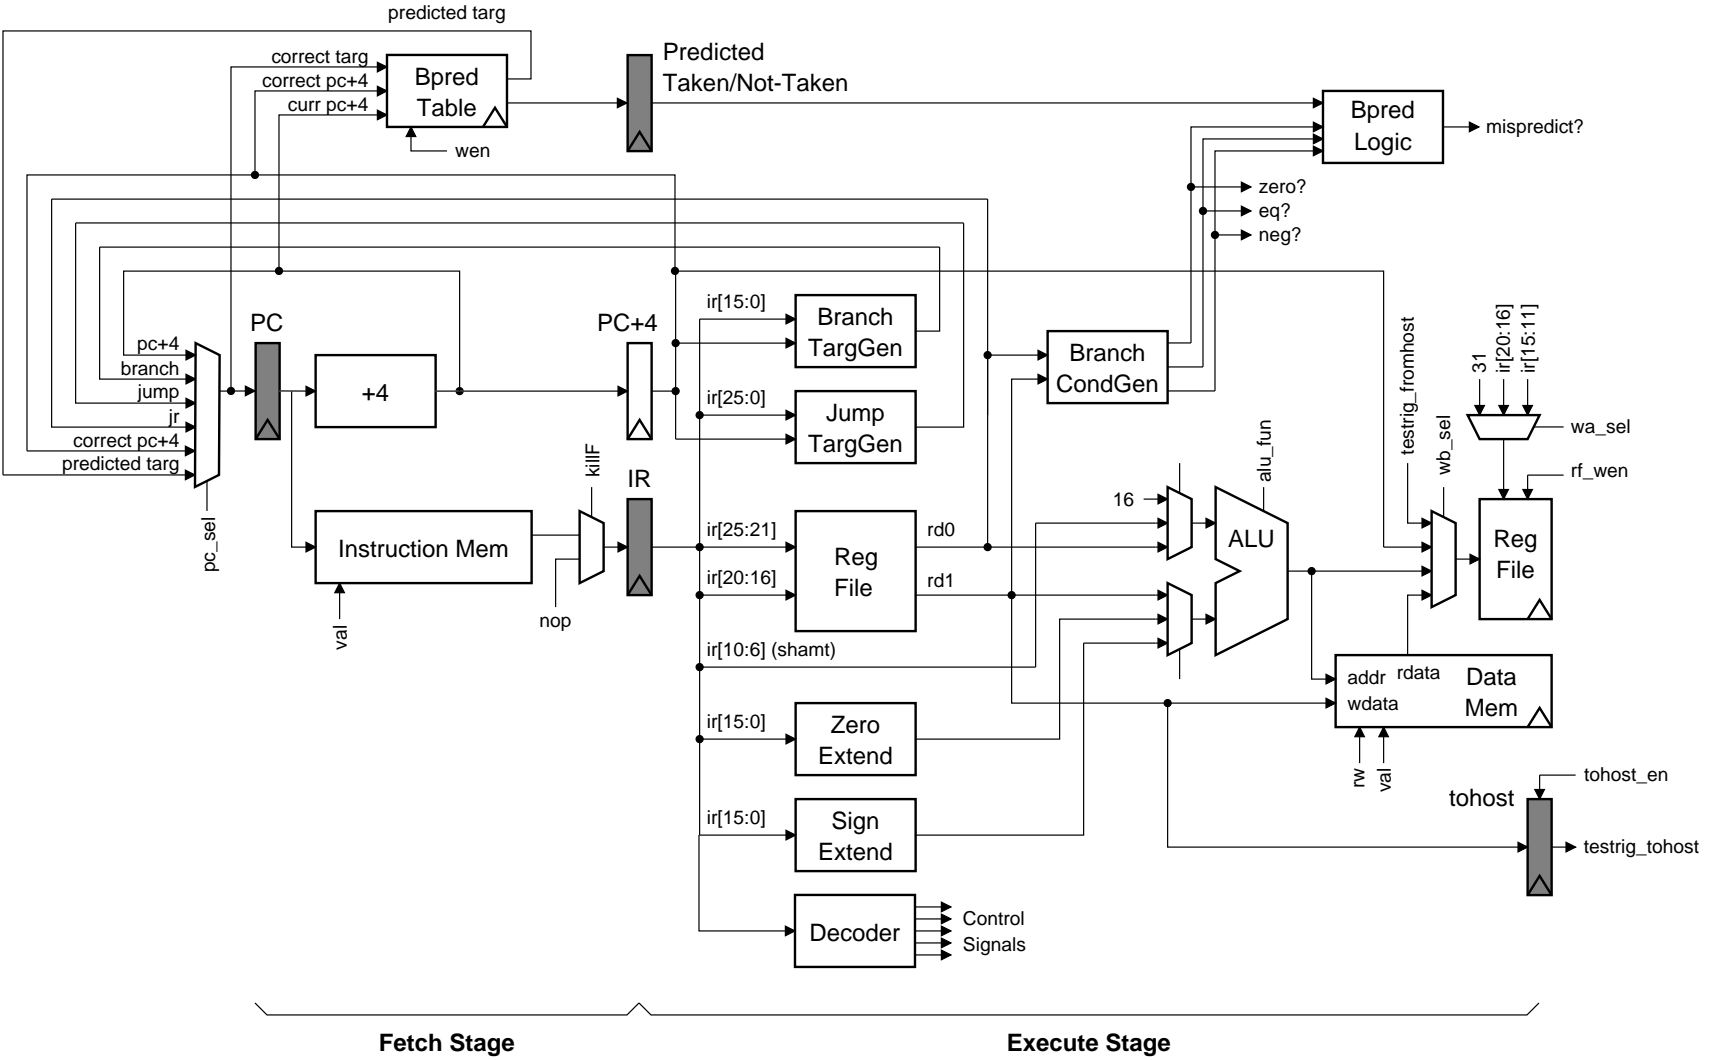 predicted targ
correct targ
correct pc+4
curr pc+4
Bpred
Table
wen
Predicted
Taken/Not-Taken
Bpred
Logic
mispredict?
zero?
eq?
neg?
PC
pc+4
branch
jump
jr
correct pc+4
predicted targ
pc_sel
+4
PC+4
ir[15:0]
Branch
TargGen
ir[25:0]
Jump
TargGen
Branch
CondGen
testrig_fromhost
wb_sel
31
ir[20:16]
ir[15:11]
wa_sel
rf_wen
Instruction Mem
val
nop
killF
IR
ir[25:21]
ir[20:16]
Reg
File
rd0
rd1
16
alu_fun
ALU
Reg
File
ir[10:6] (shamt)
addr
rdata
wdata
Data
Mem
rw
val
ir[15:0]
Zero
Extend
ir[15:0]
Sign
Extend
tohost_en
tohost
testrig_tohost
Decoder
Control
Signals
Fetch Stage
Execute Stage